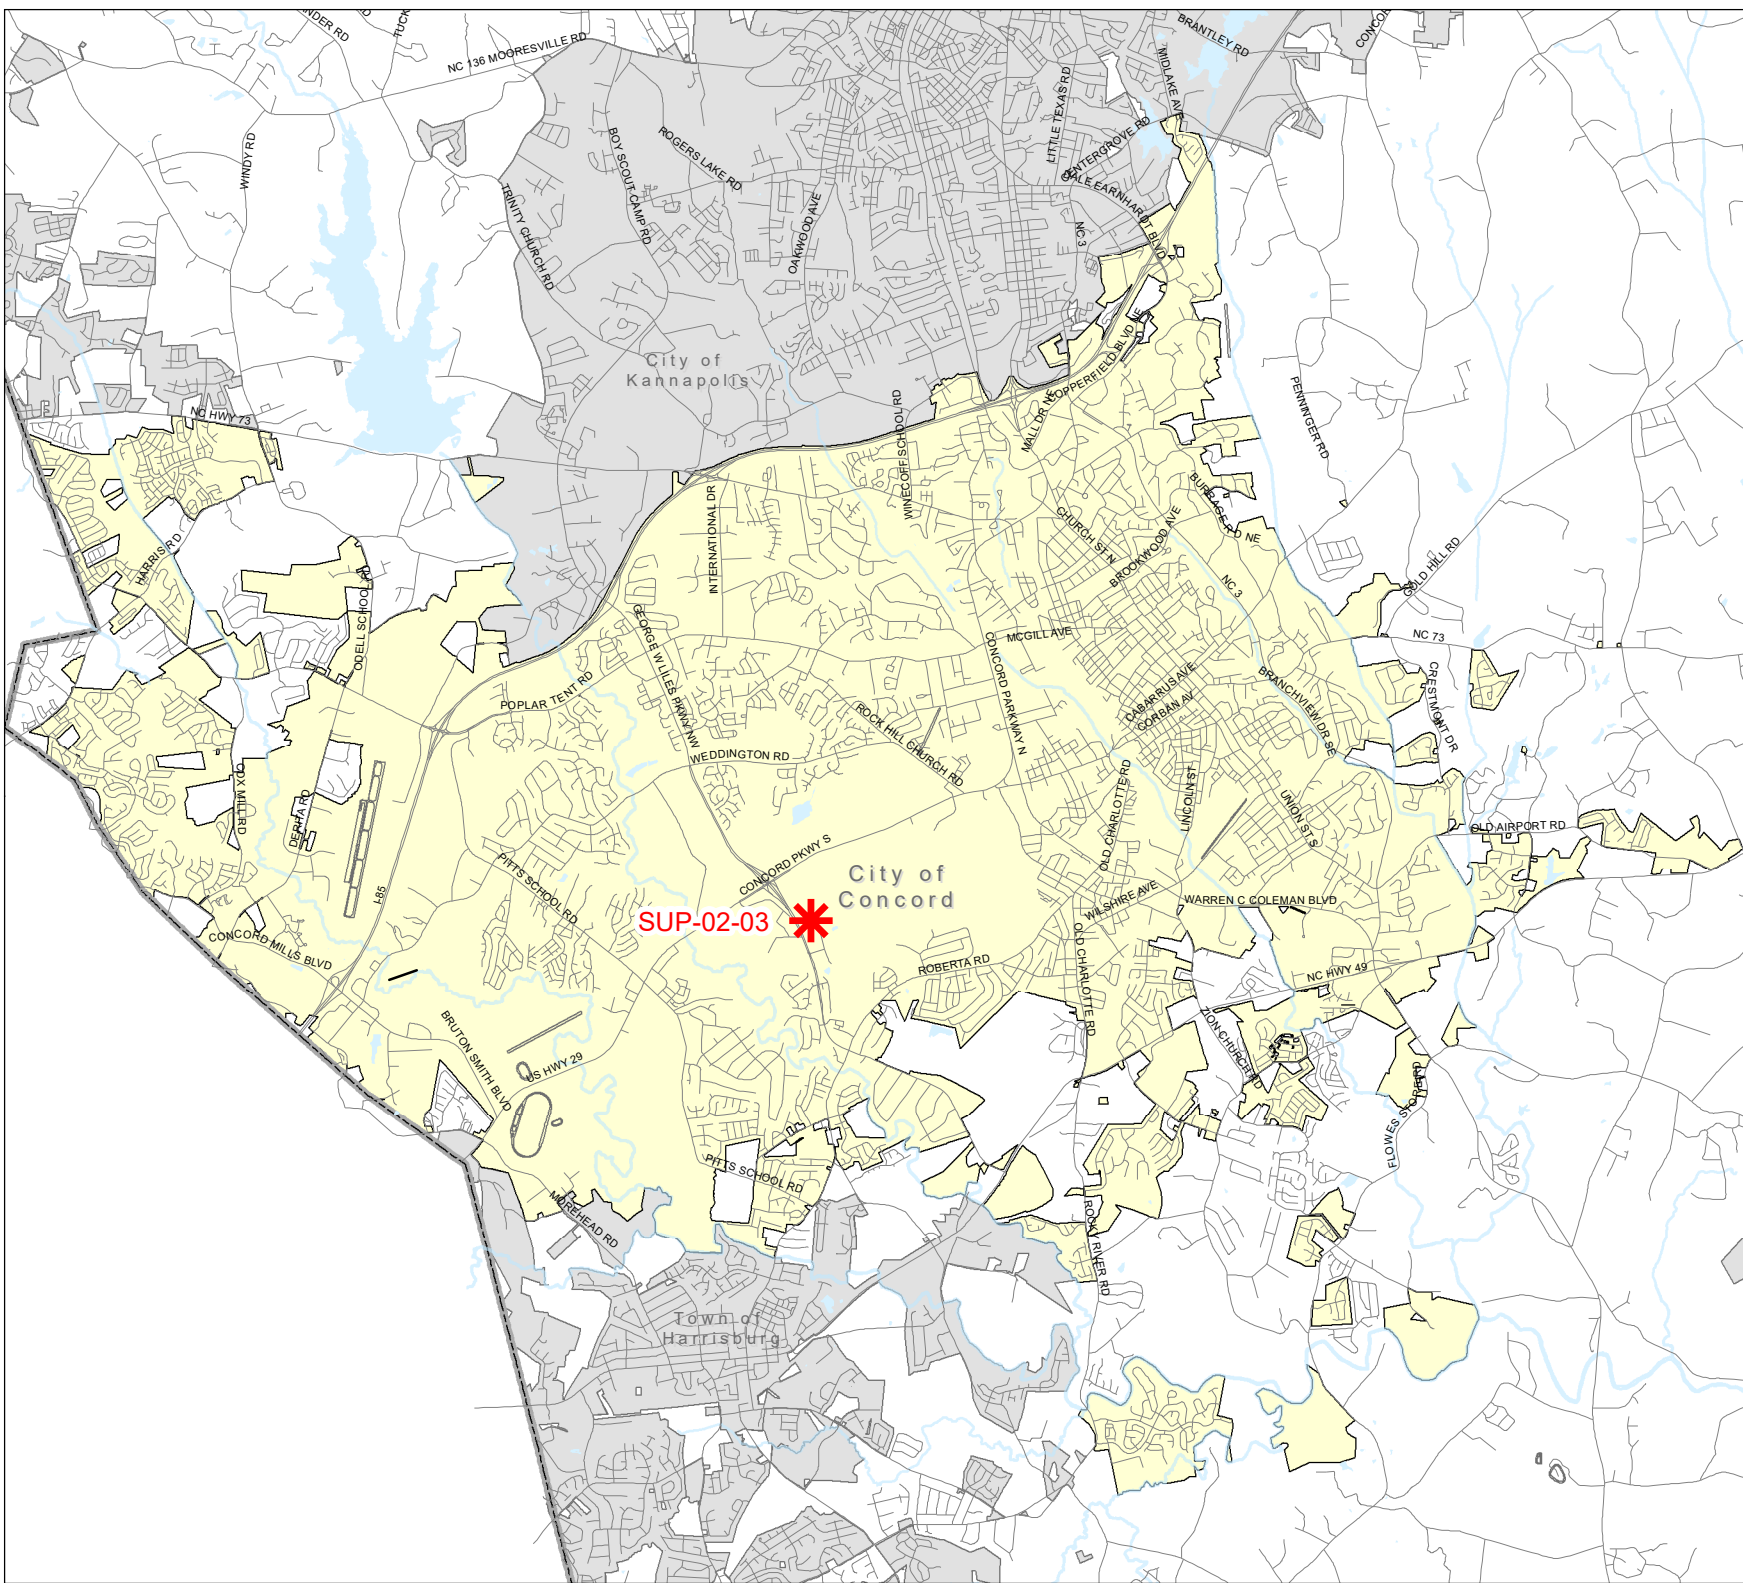 BRANTLEY RD
NC 136 MOORESVILLE RD
MIDLAKE AVE
LITTLE TEXAS RD
WINDY RD
BOY SCOUT CAMP RD
ROGERS LAKE RD
TRINITY CHURCH RD
OAKWOOD AVE
DALE EARNHARDT BLVD
NC 3
City of
Kannapolis
COPPERFIELD BLVD NE
MALL DR NE
PENNINGER RD
NC HWY 73
WINECOFF SCHOOL RD
INTERNATIONAL DR
CHURCH ST N
BROOKWOOD AVE
BURRAGE RD NE
NC 3
GOLD HILL RD
HARRIS RD
ODELL SCHOOL RD
GEORGE W LILES PKWY NW
MCGILL AVE
NC 73
CONCORD PARKWAY N
CABARRUS AVE
CORBAN AV
BRANCHVIEW DR SE
CRESTMONT DR
POPLAR TENT RD
ROCK HILL CHURCH RD
WEDDINGTON RD
COX MILL RD
DERITA RD
OLD CHARLOTTE RD
LINCOLN ST
UNION ST S
OLD AIRPORT RD
PITTS SCHOOL RD
CONCORD PKWY S
I-85
City of
Concord
SUP-02-03
WILSHIRE AVE
WARREN C COLEMAN BLVD
CONCORD MILLS BLVD
ROBERTA RD
OLD CHARLOTTE RD
NC HWY 49
ZION CHURCH RD
BRUTON SMITH BLVD
US HWY 29
FLOWES STORE RD
PITTS SCHOOL RD
MOREHEAD RD
ROCKY RIVER RD
Town of
Harrisburg